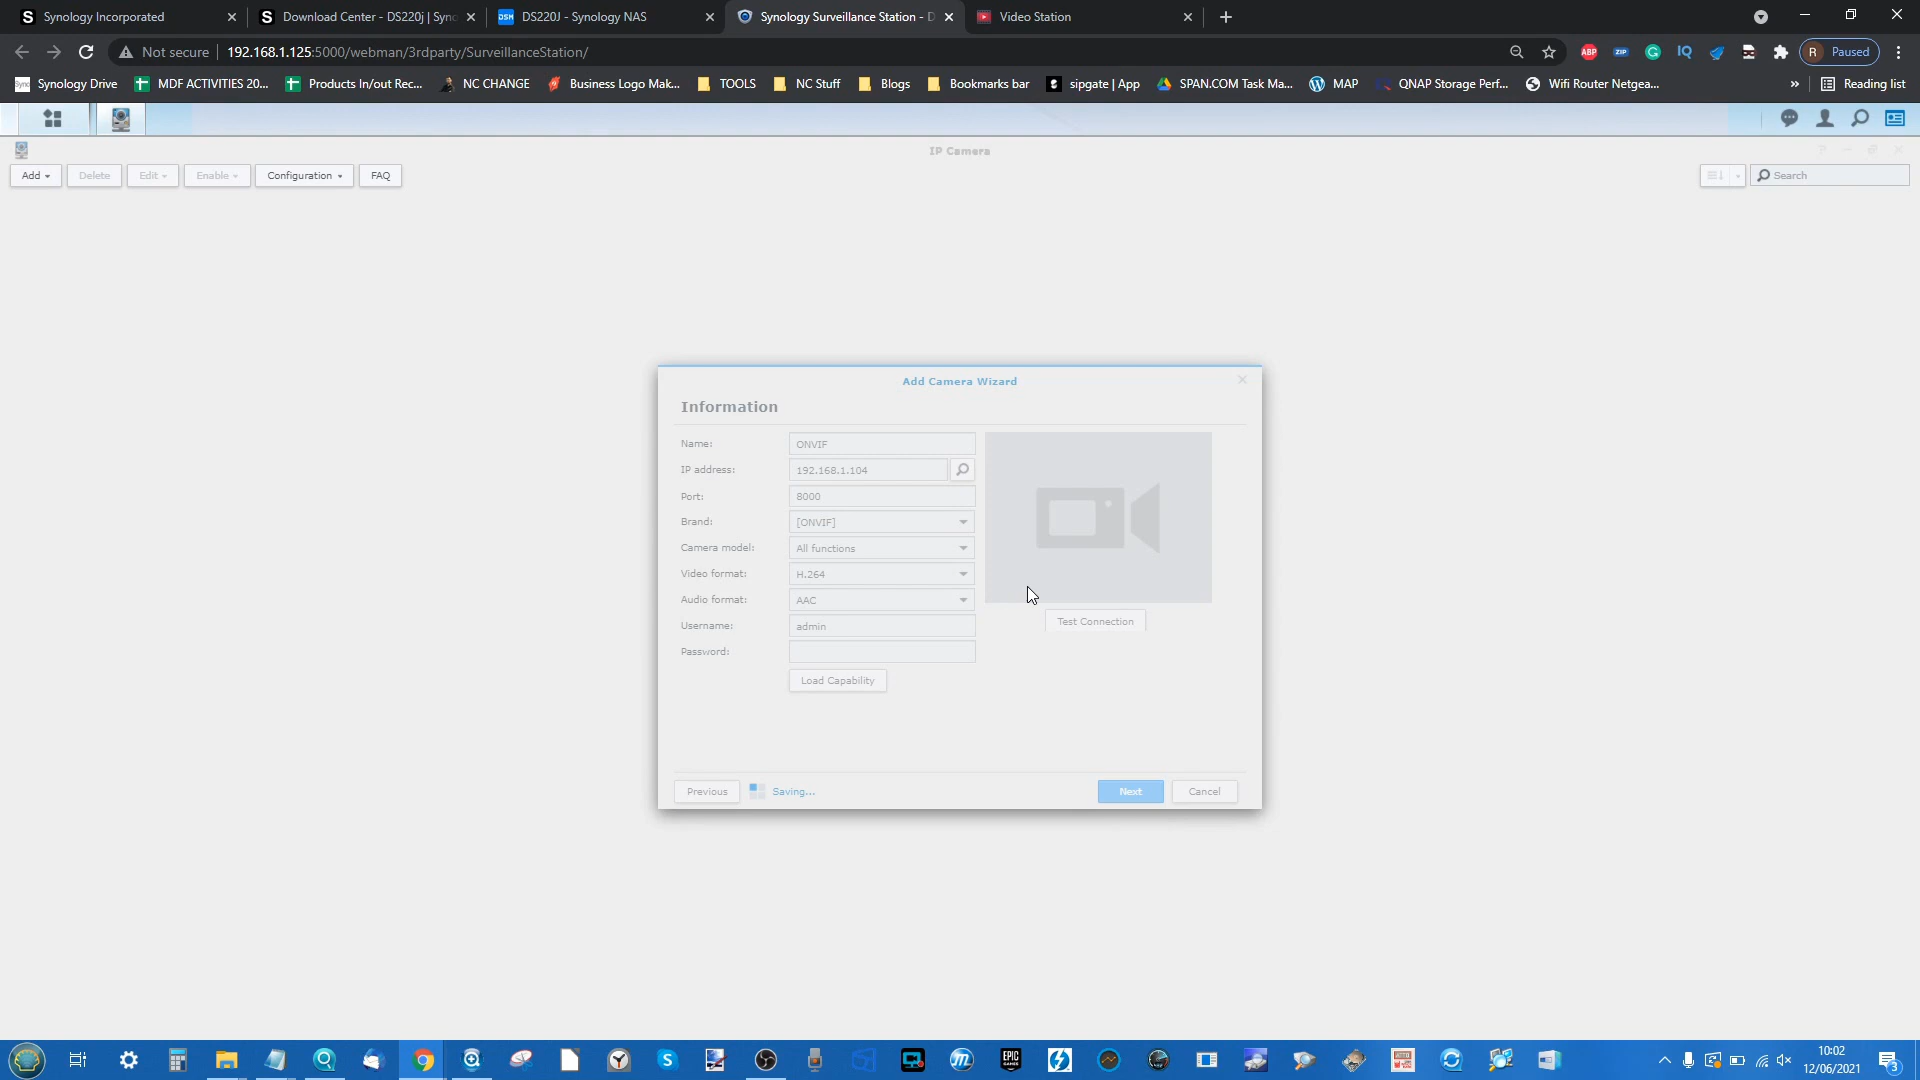 Synology Incorporated
Download Center - DS220j | Syno
DS220J - Synology NAS
Synology Surveillance Station - D
Video Station
Not secure
192.168.1.125:5000/webman/3rdparty/SurveillanceStation/
Paused
Synology Drive
MDF ACTIVITIES 20...
Products In/out Rec...
NC CHANGE
Business Logo Mak...
TOOLS
NC Stuff
Blogs
Bookmarks bar
sipgate | App
SPAN.COM Task Ma...
MAP
QNAP Storage Perf...
Wifi Router Netgea...
Reading list
IP Camera
Add
Delete
Edit
Enable
Configuration
FAQ
Search
Add Camera Wizard
Information
Name: ONVIF
IP address: 192.168.1.104
Port: 8000
Brand: [ONVIF]
Camera model: All functions
Video format: H.264
Audio format: AAC
Username: admin
Password:
Test Connection
Load Capability
Previous
Saving...
Next
Cancel
10:02
12/06/2021